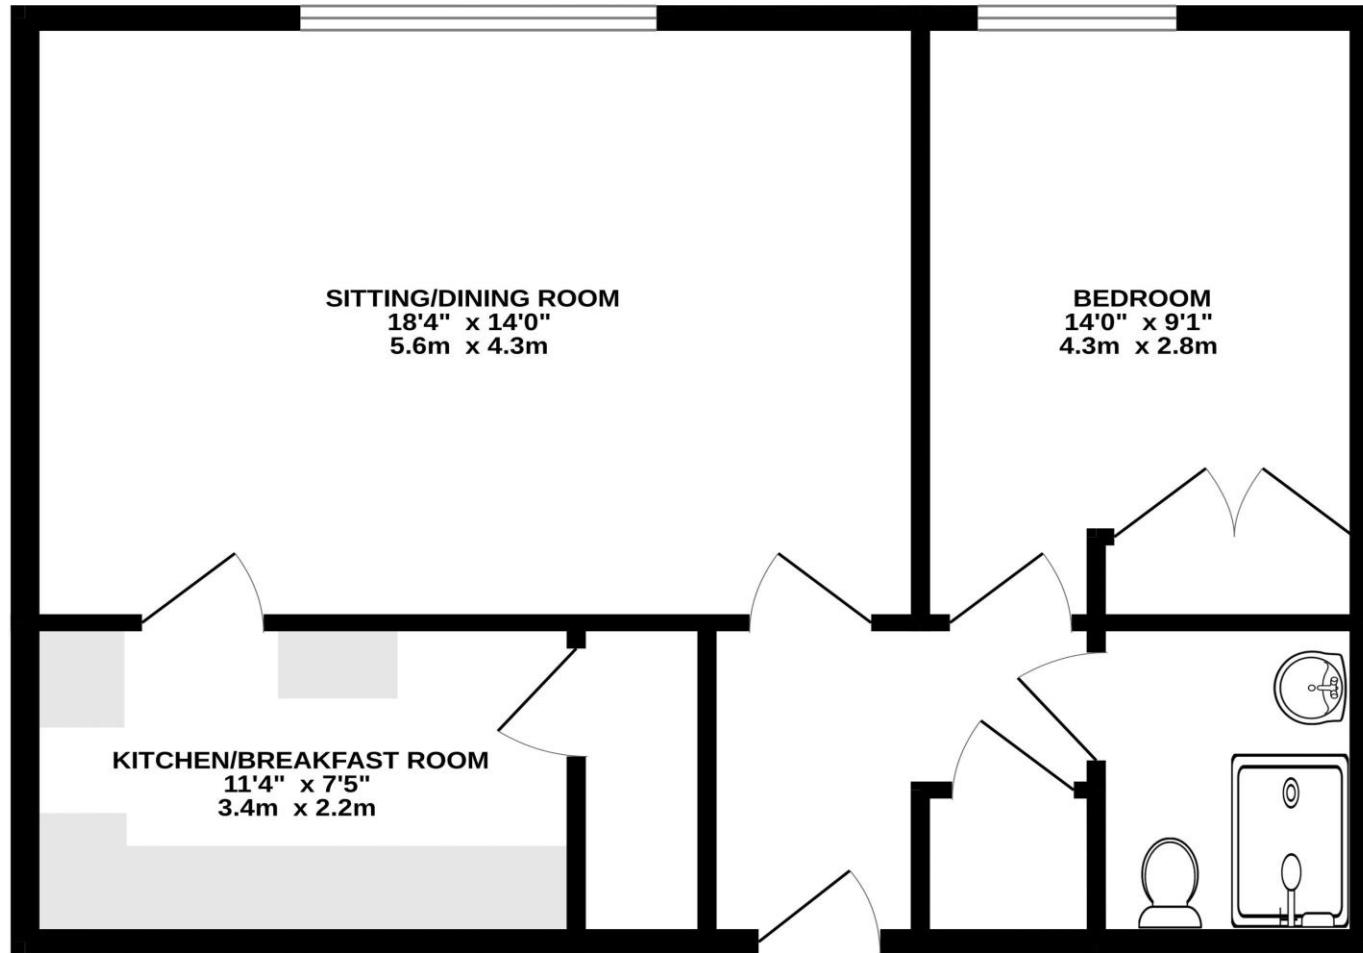 SITTING/DINING ROOM
18'4" x 14'0"
5.6m x 4.3m
BEDROOM
14'0" x 9'1"
4.3m x 2.8m
KITCHEN/BREAKFAST ROOM
11'4" x 7'5"
3.4m x 2.2m